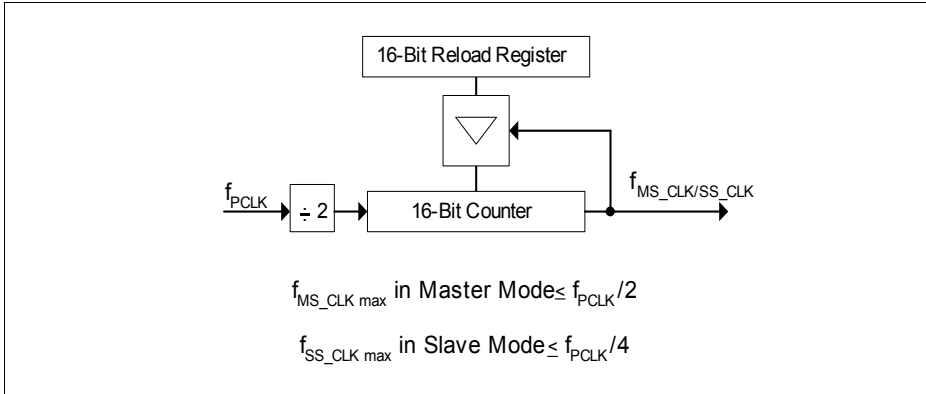 16-Bit Reload Register
f_PCLK
÷ 2
16-Bit Counter
f_MS_CLK/SS_CLK
f_MS_CLK max in Master Mode≤ f_PCLK/2
f_SS_CLK max in Slave Mode≤ f_PCLK/4